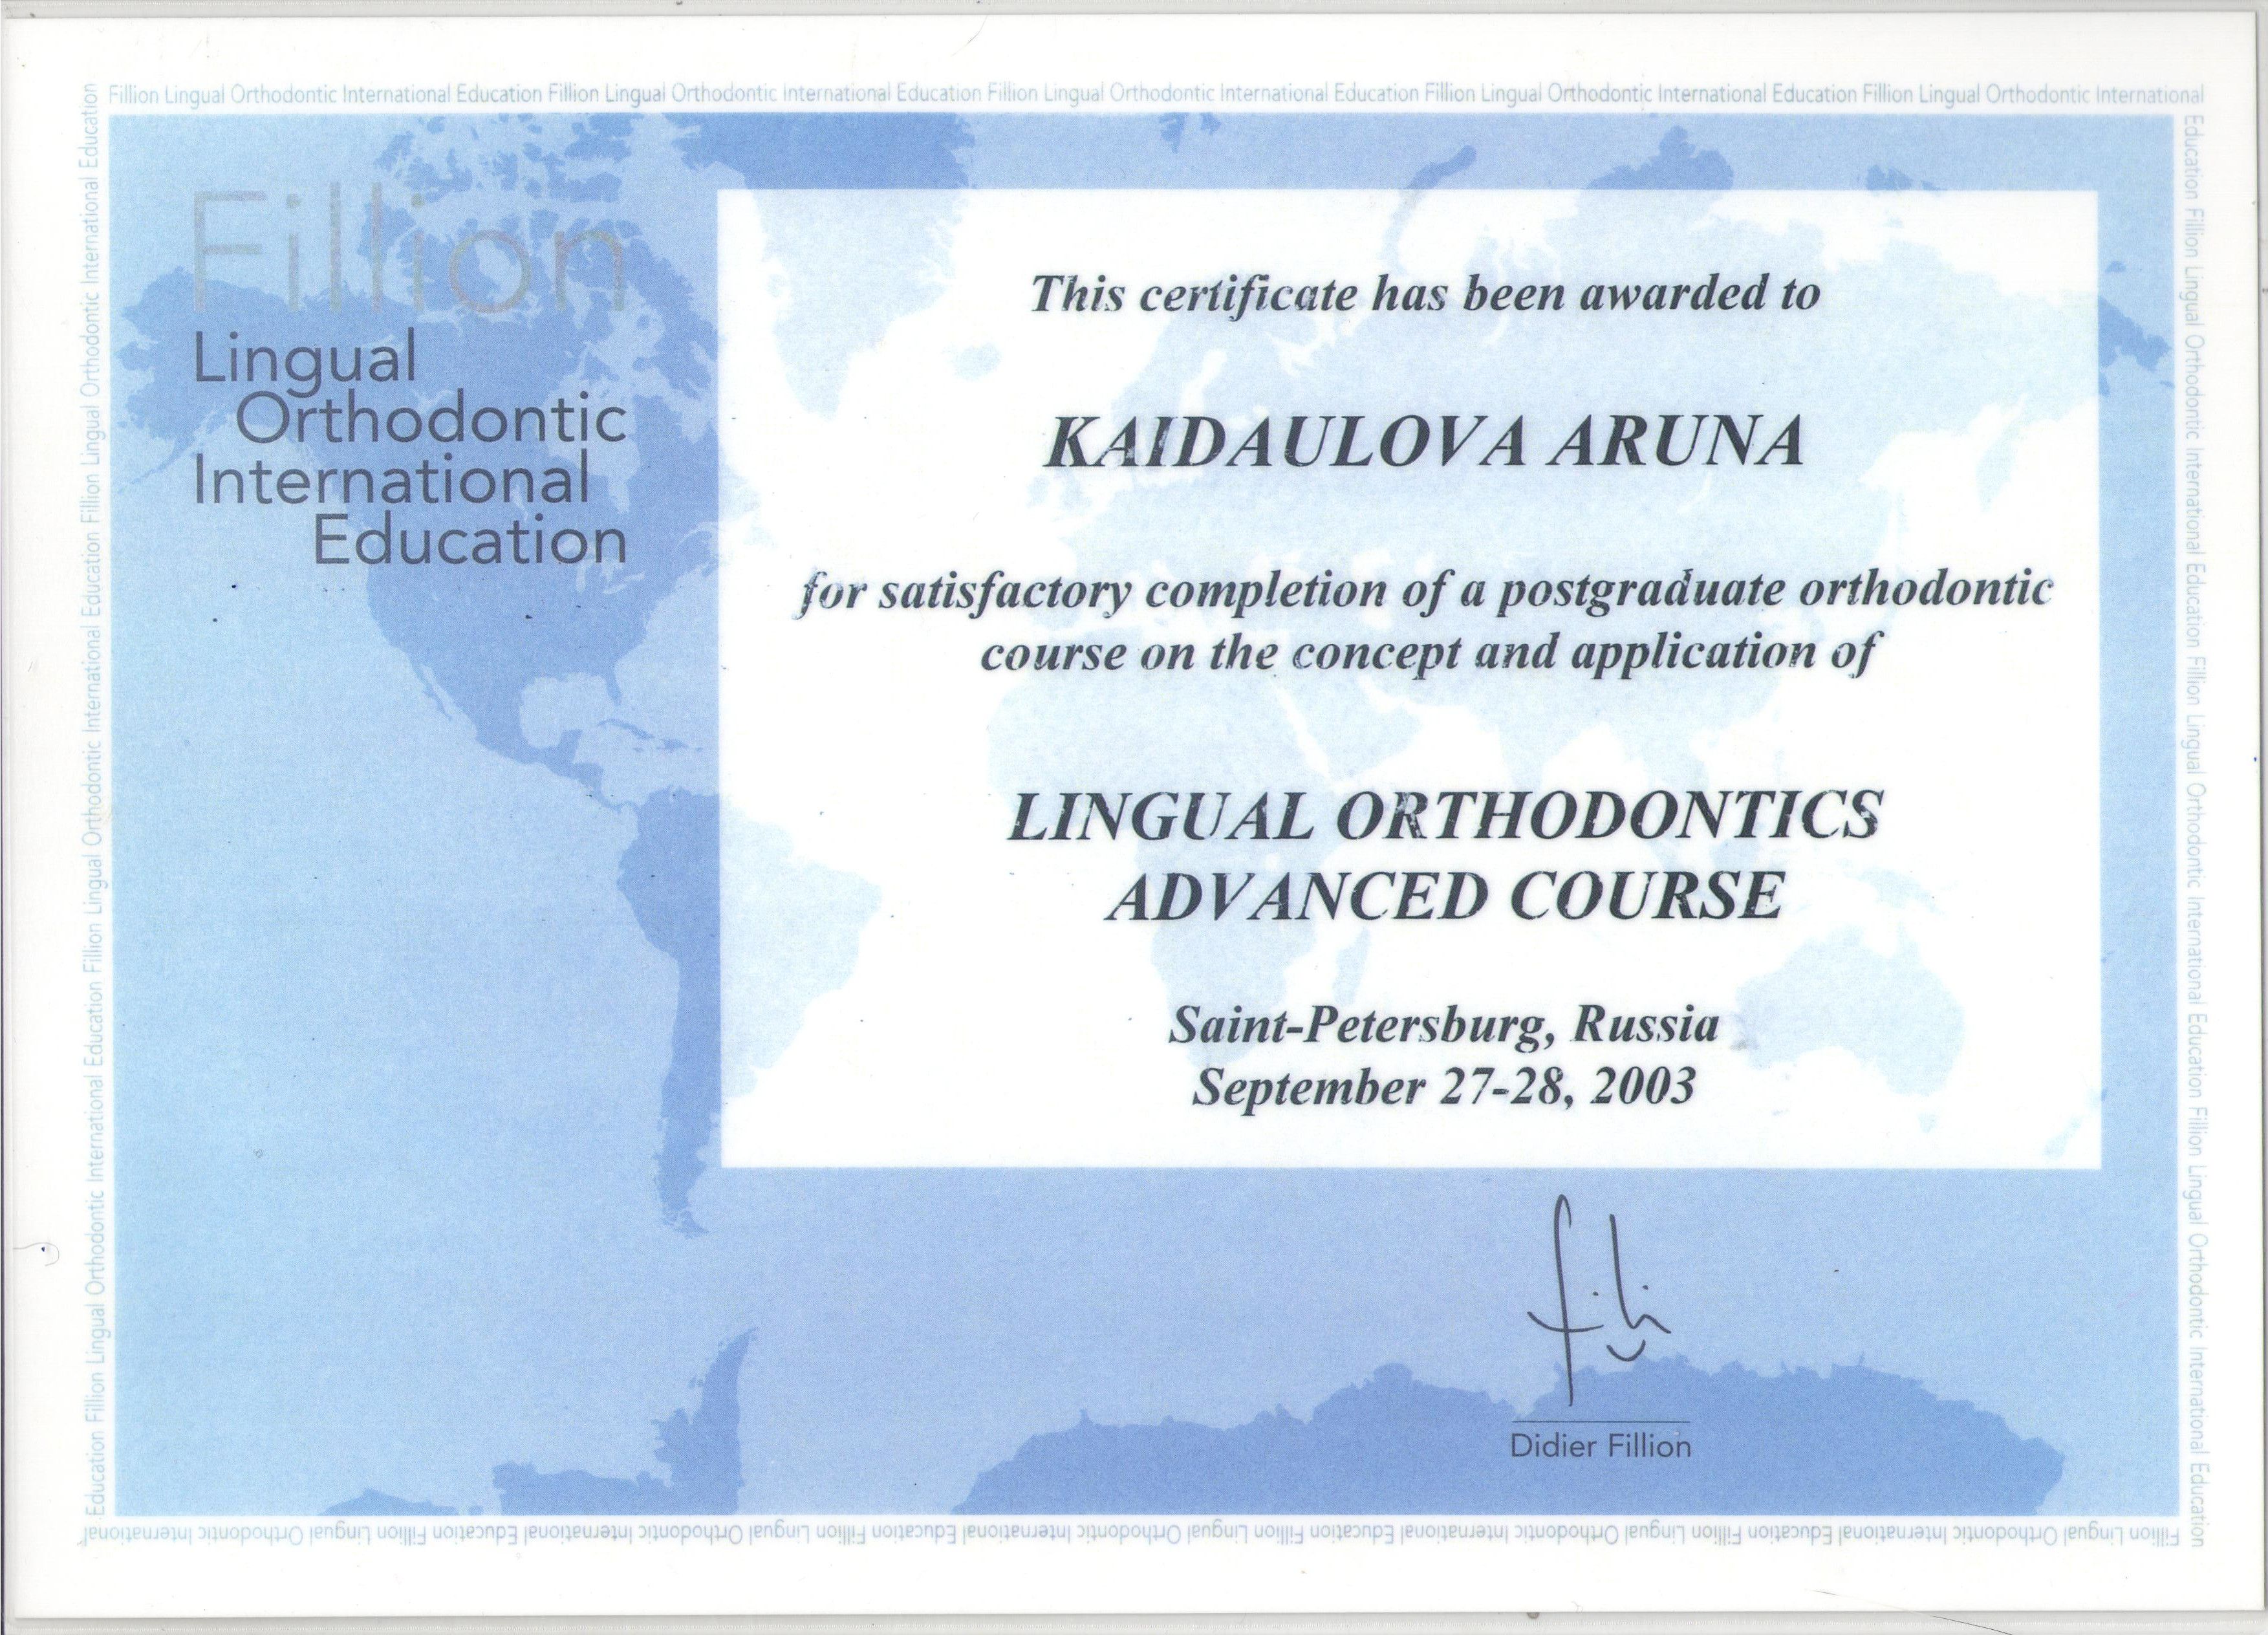 Fillion Lingual Orthodontic International Education Fillion Lingual Orthodontic International Education Fillion Lingual Orthodontic International Education Fillion Lingual Orthodontic International Education Fillion Lingual Orthodontic International
Education Fillion Lingual Orthodontic International Education Fillion Lingual Orthodontic International Education Fillion Lingual Orthodontic International Education
Fillion
Lingual
Orthodontic
International
Education
This certificate has been awarded to
KAIDAULOVA ARUNA
for satisfactory completion of a postgraduate orthodontic
course on the concept and application of
LINGUAL ORTHODONTICS
ADVANCED COURSE
Saint-Petersburg, Russia
September 27-28, 2003
Didier Fillion
Education Fillion Lingual Orthodontic International Education Fillion Lingual Orthodontic International Education Fillion Lingual Orthodontic International Education
Fillion Lingual Orthodontic International Education Fillion Lingual Orthodontic International Education Fillion Lingual Orthodontic International Education Fillion Lingual Orthodontic International Education Fillion Lingual Orthodontic International